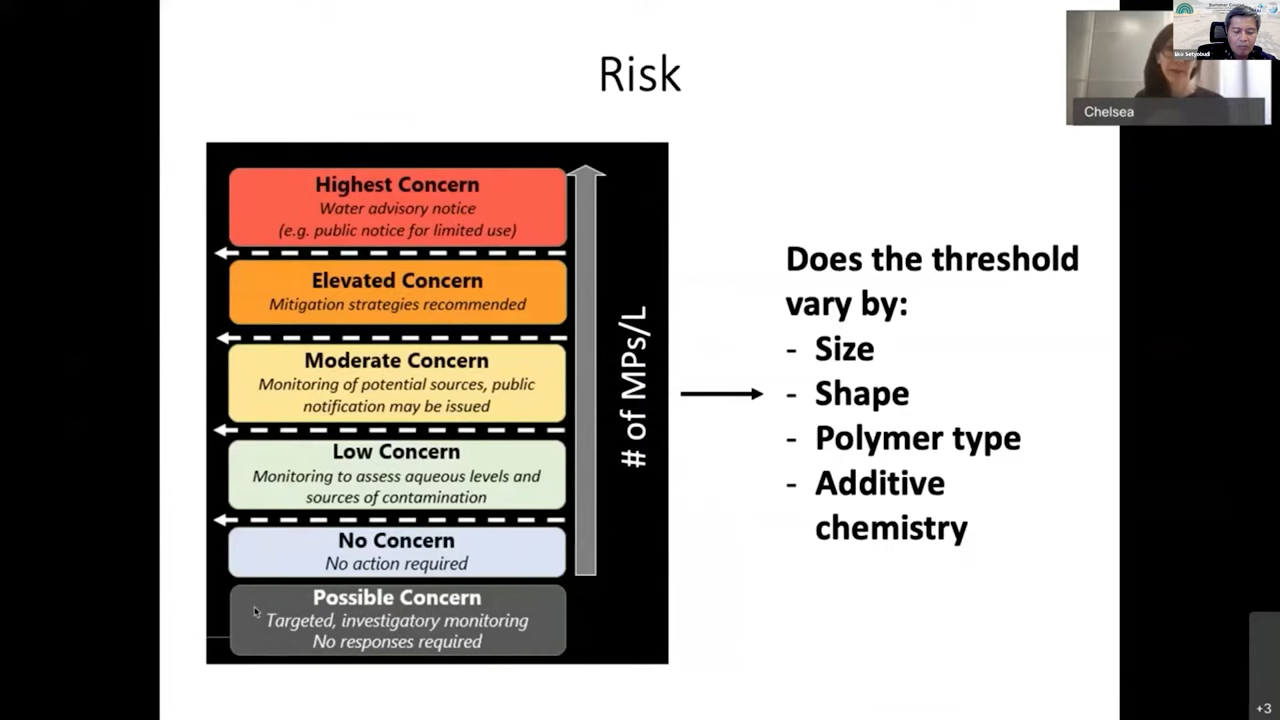 Risk
Chelsea
Eko Setyobudi
Highest Concern
Water advisory notice
(e.g. public notice for limited use)
Elevated Concern
Mitigation strategies recommended
Moderate Concern
Monitoring of potential sources, public
notification may be issued
Low Concern
Monitoring to assess aqueous levels and
sources of contamination
No Concern
No action required
Possible Concern
Targeted, investigatory monitoring
No responses required
# of MPs/L
Does the threshold
vary by:
- Size
- Shape
- Polymer type
- Additive
chemistry
+3